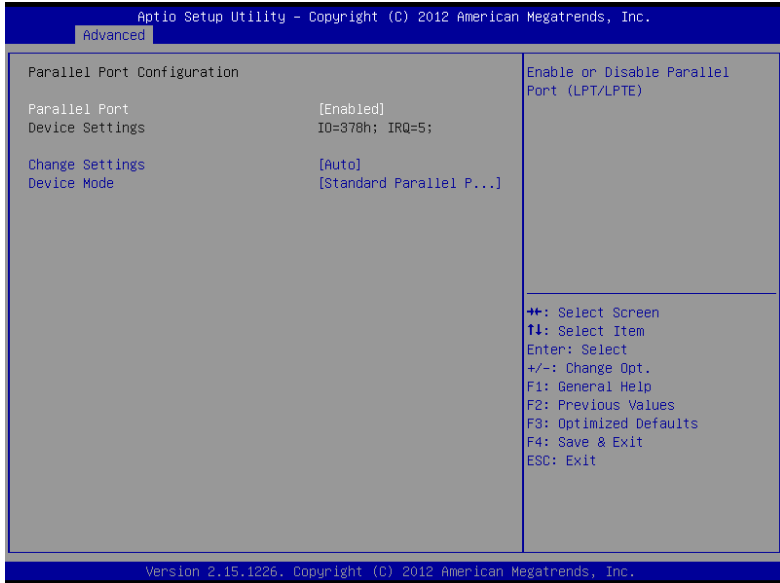 Aptio Setup Utility – Copyright (C) 2012 American Megatrends, Inc.
Advanced
Parallel Port Configuration
Parallel Port [Enabled]
Device Settings IO=378h; IRQ=5;
Change Settings [Auto]
Device Mode [Standard Parallel P...]
Enable or Disable Parallel
Port (LPT/LPTE)
→←: Select Screen
↑↓: Select Item
Enter: Select
+/-: Change Opt.
F1: General Help
F2: Previous Values
F3: Optimized Defaults
F4: Save & Exit
ESC: Exit
Version 2.15.1226. Copyright (C) 2012 American Megatrends, Inc.